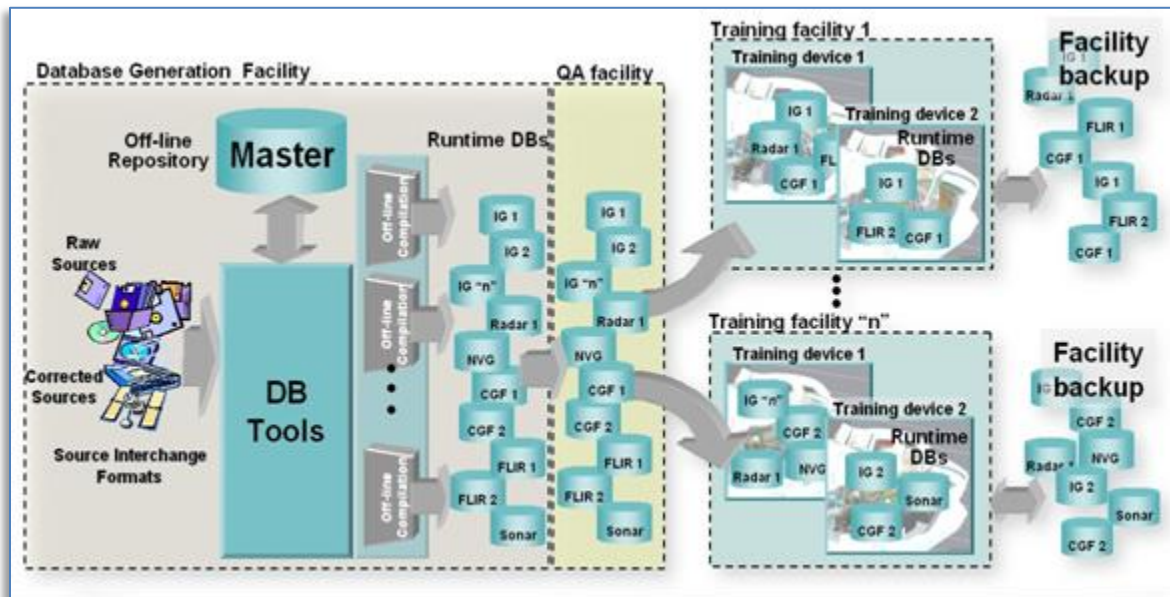 Database Generation Facility
Off-line
Repository
Master
Raw
Sources
Corrected
Sources
Source Interchange
Formats
DB
Tools
Off-line
Compilation
Off-line
Compilation
Off-line
Compilation
Runtime DBs
IG 1
IG 2
IG "n"
Radar 1
NVG
CGF 1
CGF 2
FLIR 1
FLIR 2
Sonar
QA facility
IG 1
IG 2
IG "n"
Radar 1
NVG
CGF 1
CGF 2
FLIR 1
FLIR 2
Sonar
Training facility 1
Training device 1
IG 1
Radar 1
CGF 1
Training device 2
Runtime
DBs
IG 1
FLIR 2
CGF 1
Facility
backup
IG 1
Radar 1
FLIR 1
CGF 1
IG 1
FLIR 2
CGF 1
Training facility "n"
Training device 1
IG "n"
CGF 2
Radar 1
NVG
Training device 2
Runtime
DBs
IG 2
Sonar
CGF 2
Facility
backup
CGF 2
Radar 1
NVG
IG 2
Sonar
CGF 2